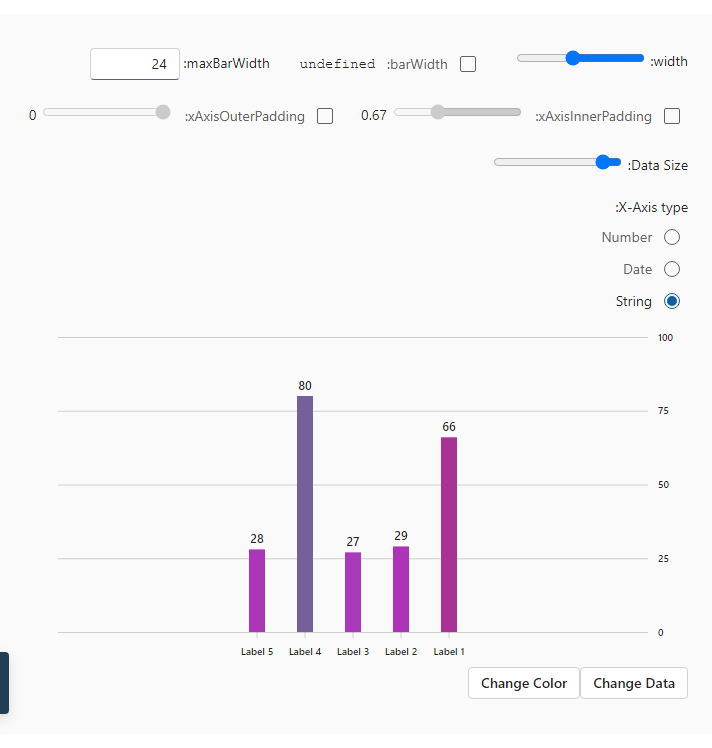 :width
:barWidth undefined
:maxBarWidth 24
:xAxisInnerPadding 0.67
:xAxisOuterPadding 0
:Data Size
:X-Axis type
Number
Date
String
100
75
50
25
0
28
80
27
29
66
Label 5 Label 4 Label 3 Label 2 Label 1
Change Color Change Data